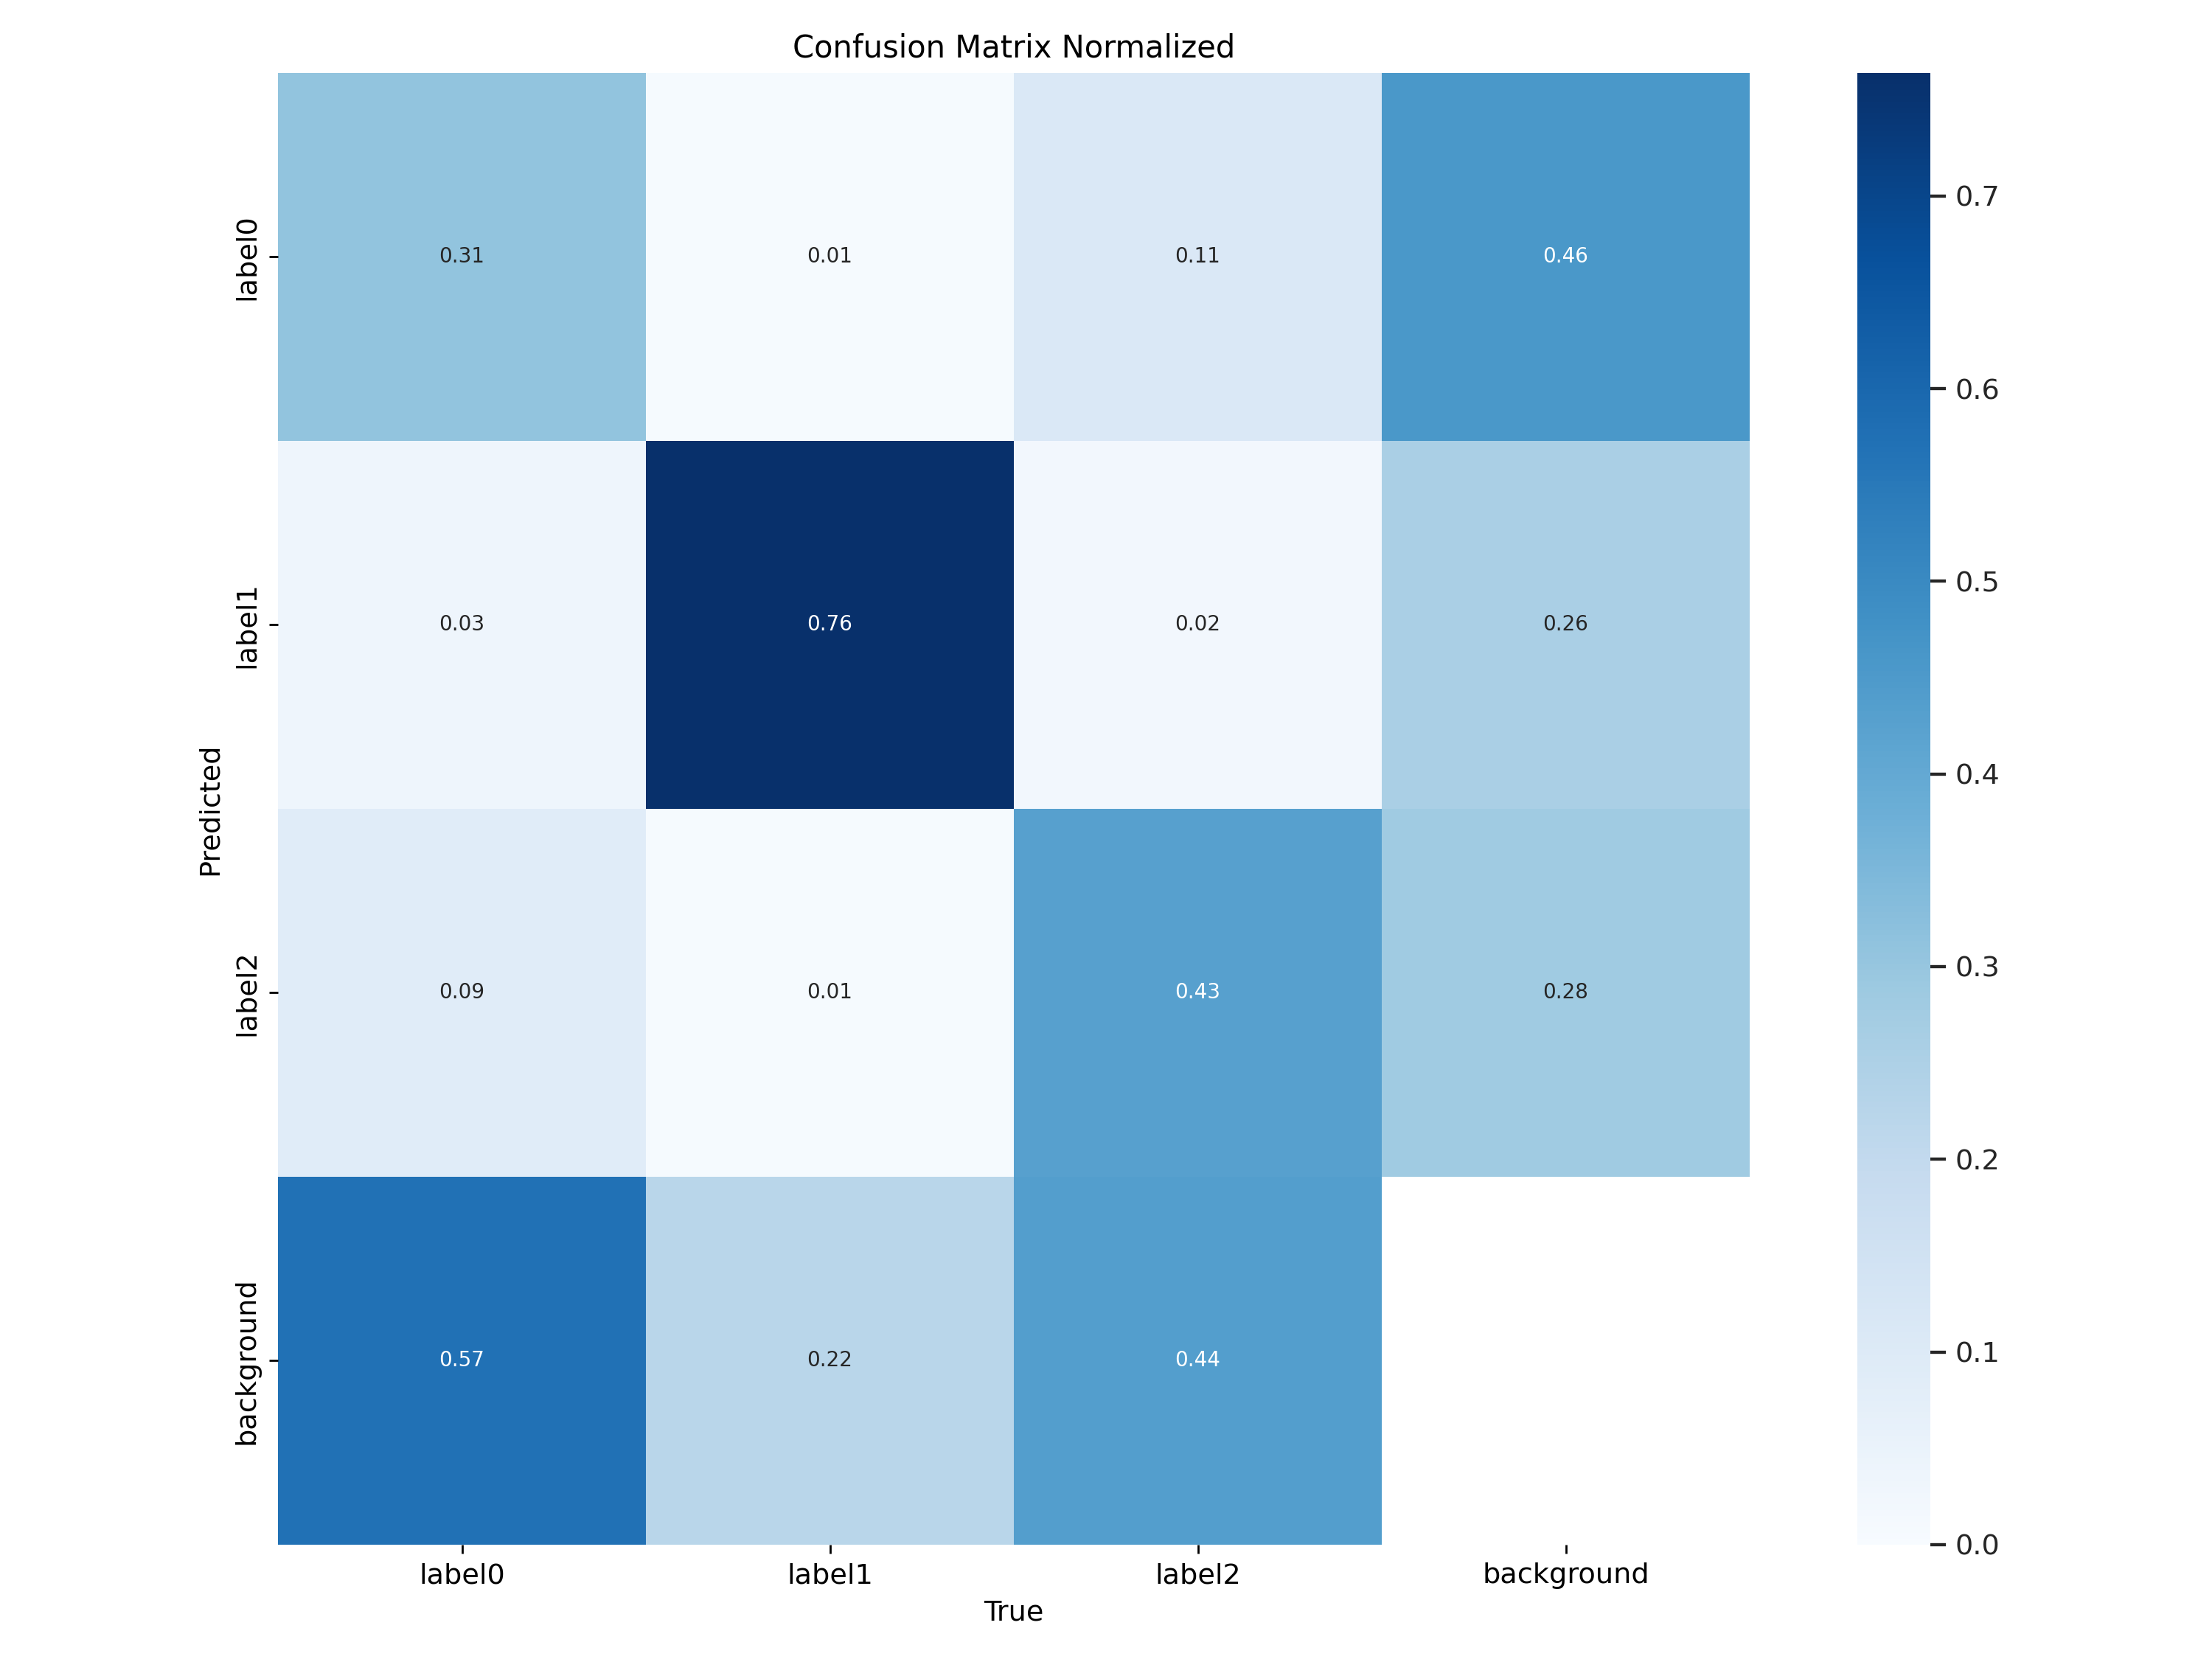 Confusion Matrix Normalized
label0
0.31
0.01
0.11
0.46
label1
0.03
0.76
0.02
0.26
label2
0.09
0.01
0.43
0.28
background
0.57
0.22
0.44
Predicted
label0
label1
label2
background
True
0.7
0.6
0.5
0.4
0.3
0.2
0.1
0.0